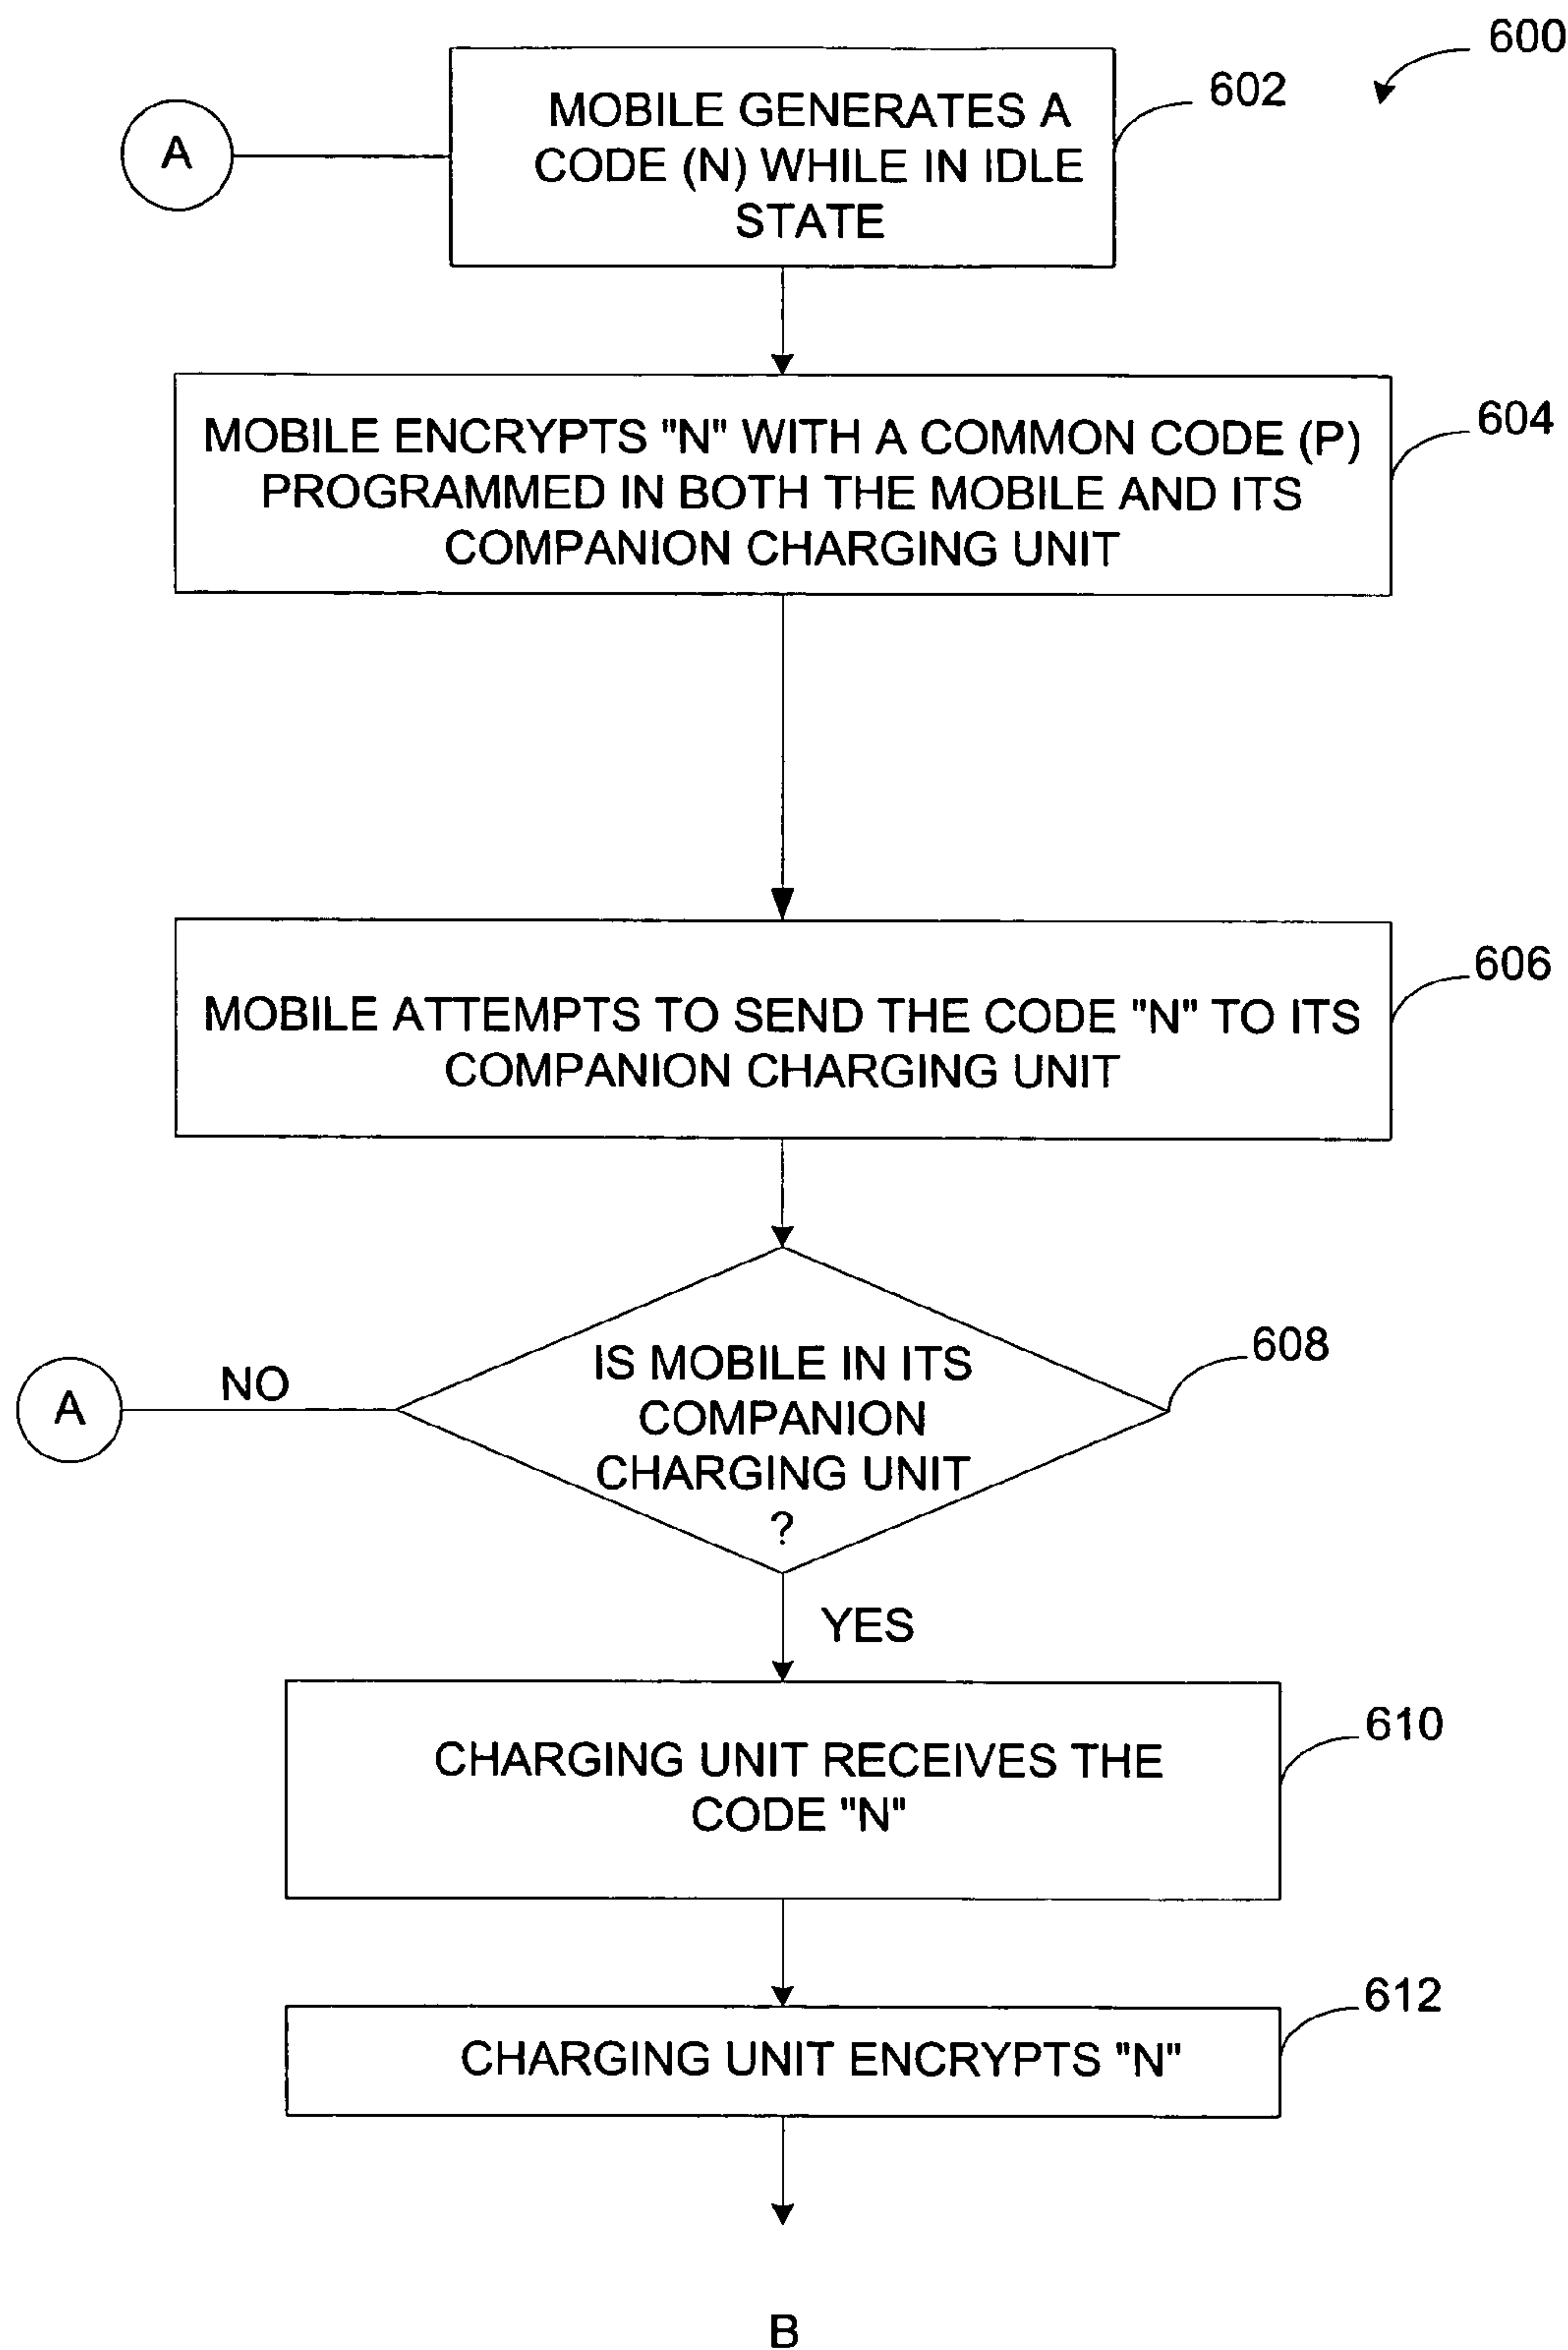 600
602
MOBILE GENERATES A
CODE (N) WHILE IN IDLE
STATE
A
604
MOBILE ENCRYPTS "N" WITH A COMMON CODE (P)
PROGRAMMED IN BOTH THE MOBILE AND ITS
COMPANION CHARGING UNIT
606
MOBILE ATTEMPTS TO SEND THE CODE "N" TO ITS
COMPANION CHARGING UNIT
608
IS MOBILE IN ITS
COMPANION
CHARGING UNIT
?
NO
A
YES
610
CHARGING UNIT RECEIVES THE
CODE "N"
612
CHARGING UNIT ENCRYPTS "N"
B